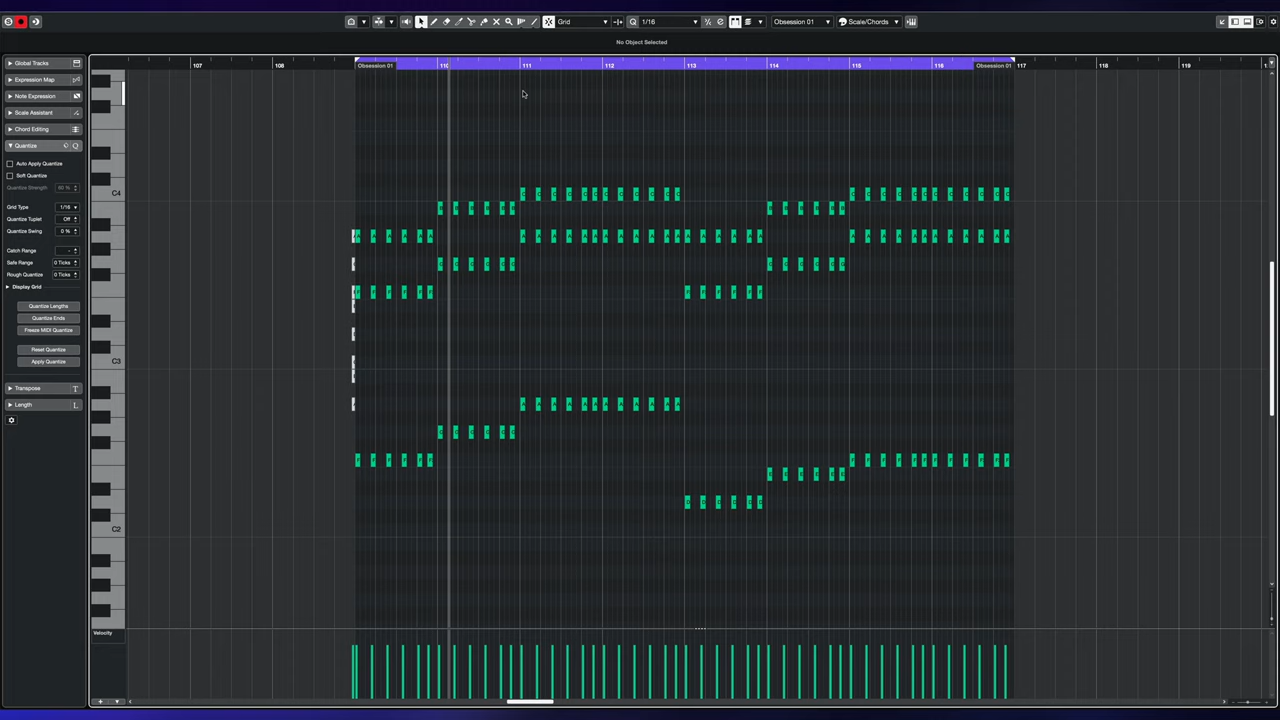 Grid
1/16
Obsession 01
Scale/Chords
No Object Selected
Global Tracks
107
108
Obsession 01
110
111
112
113
114
115
116
Obsession 01
117
118
119
Expression Map
Note Expression
Scale Assistant
Chord Editing
Quantize
Auto Apply Quantize
Soft Quantize
Quantize Strength
60 %
Grid Type
1/16
Quantize Tuplet
Off
Quantize Swing
0 %
Catch Range
-
Safe Range
0 Ticks
Rough Quantize
0 Ticks
Display Grid
Quantize Lengths
Quantize Ends
Freeze MIDI Quantize
Reset Quantize
Apply Quantize
Transpose
Length
C4
C3
C2
Velocity